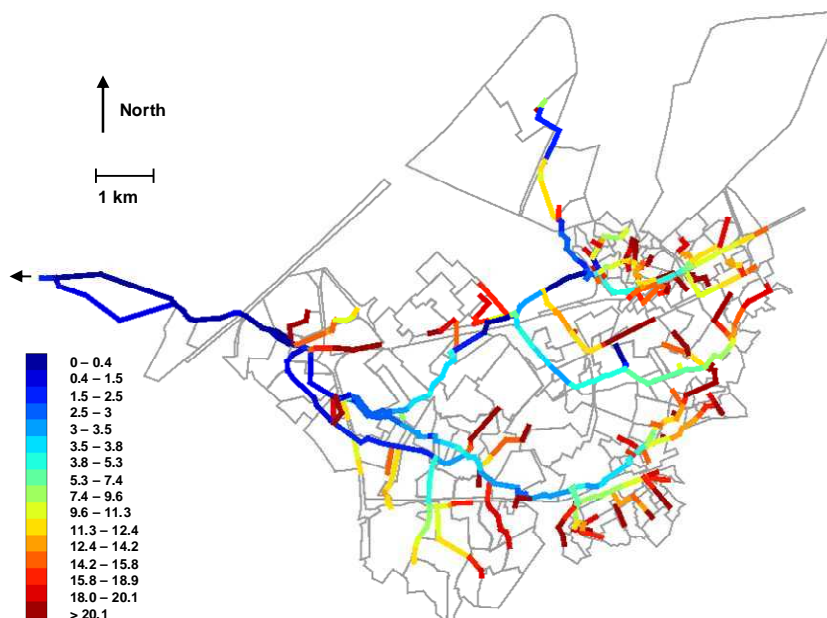 North
1 km
0 – 0.4
0.4 – 1.5
1.5 – 2.5
2.5 – 3
3 – 3.5
3.5 – 3.8
3.8 – 5.3
5.3 – 7.4
7.4 – 9.6
9.6 – 11.3
11.3 – 12.4
12.4 – 14.2
14.2 – 15.8
15.8 – 18.9
18.0 – 20.1
> 20.1